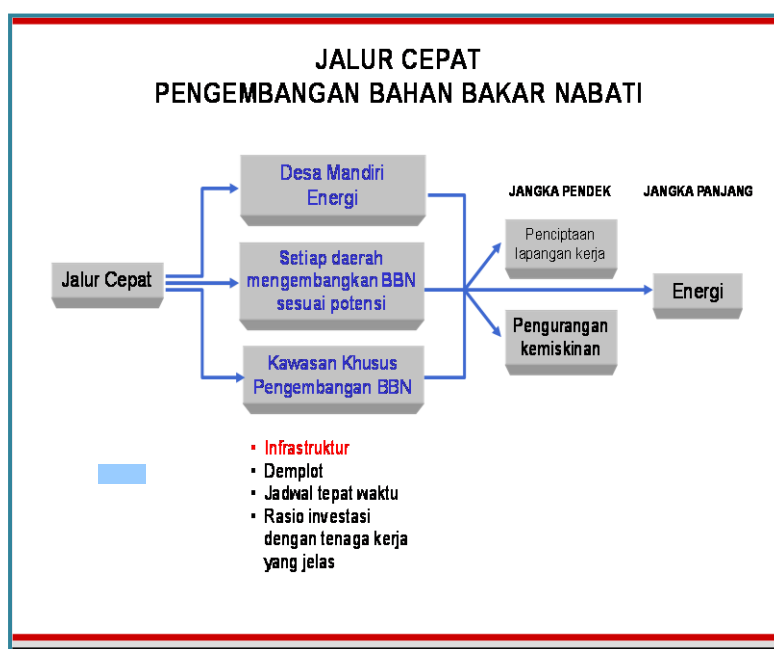 JALUR CEPAT
PENGEMBANGAN BAHAN BAKAR NABATI
Desa Mandiri
Energi
JANGKA PENDEK
JANGKA PANJANG
Penciptaan
lapangan kerja
Jalur Cepat
Setiap daerah
mengembangkan BBN
sesuai potensi
Energi
Pengurangan
kemiskinan
Kawasan Khusus
Pengembangan BBN
• Infrastruktur
• Demplot
• Jadwal tepat waktu
• Rasio investasi
dengan tenaga kerja
yang jelas